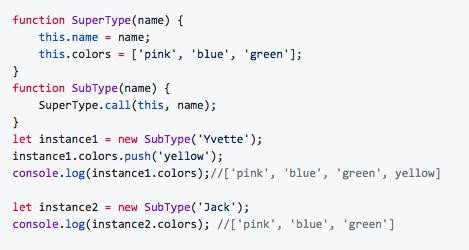 function SuperType(name) {
    this.name = name;
    this.colors = ['pink', 'blue', 'green'];
}
function SubType(name) {
    SuperType.call(this, name);
}
let instance1 = new SubType('Yvette');
instance1.colors.push('yellow');
console.log(instance1.colors);//['pink', 'blue', 'green', yellow]

let instance2 = new SubType('Jack');
console.log(instance2.colors); //['pink', 'blue', 'green']